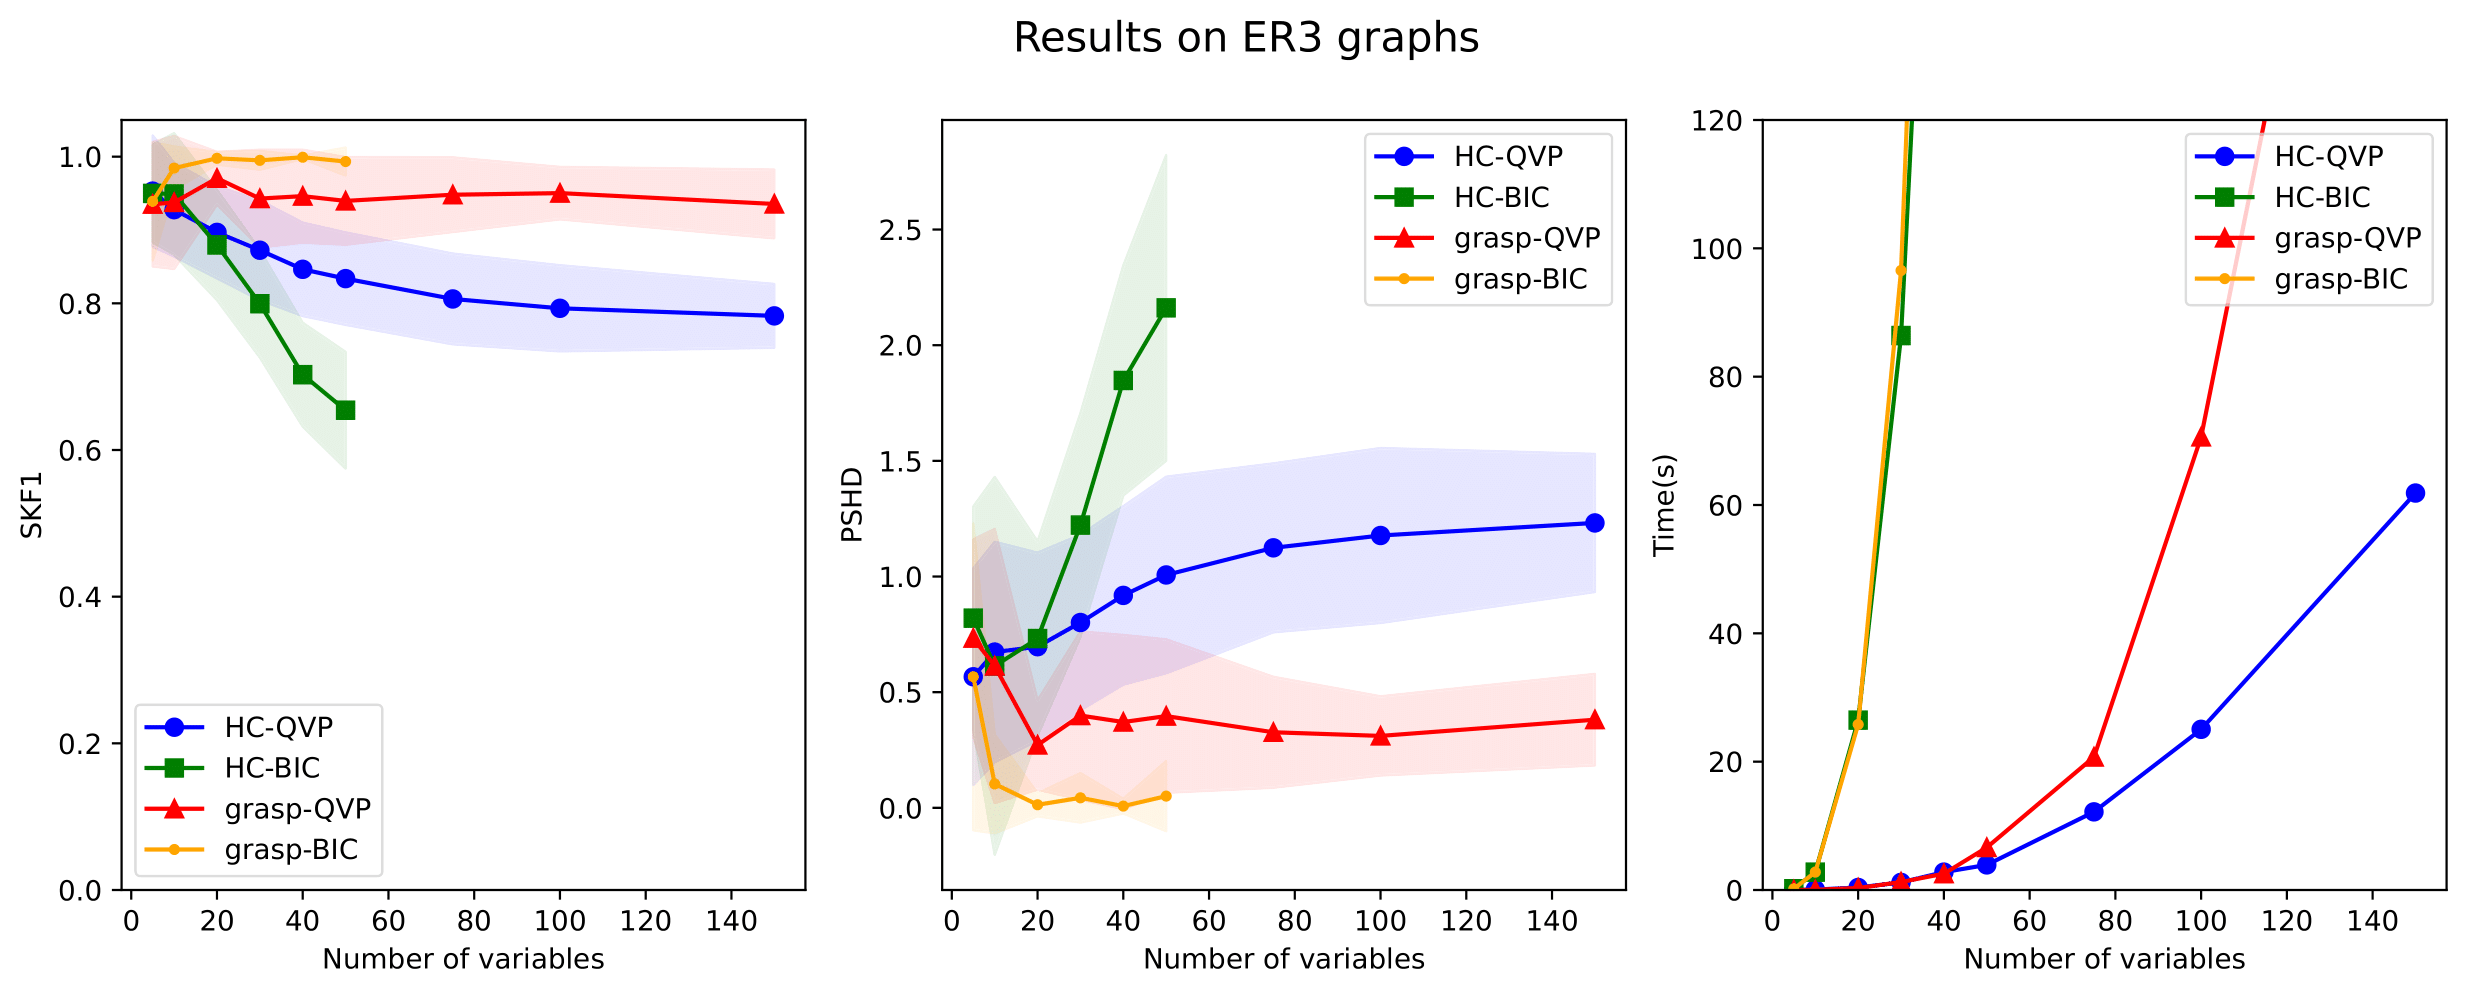 Results on ER3 graphs
SKF1
1.0
0.8
0.6
0.4
0.2
0.0
HC-QVP
HC-BIC
grasp-QVP
grasp-BIC
0 20 40 60 80 100 120 140
Number of variables
PSHD
2.5
2.0
1.5
1.0
0.5
0.0
HC-QVP
HC-BIC
grasp-QVP
grasp-BIC
0 20 40 60 80 100 120 140
Number of variables
Time(s)
120
100
80
60
40
20
0
HC-QVP
HC-BIC
grasp-QVP
grasp-BIC
0 20 40 60 80 100 120 140
Number of variables